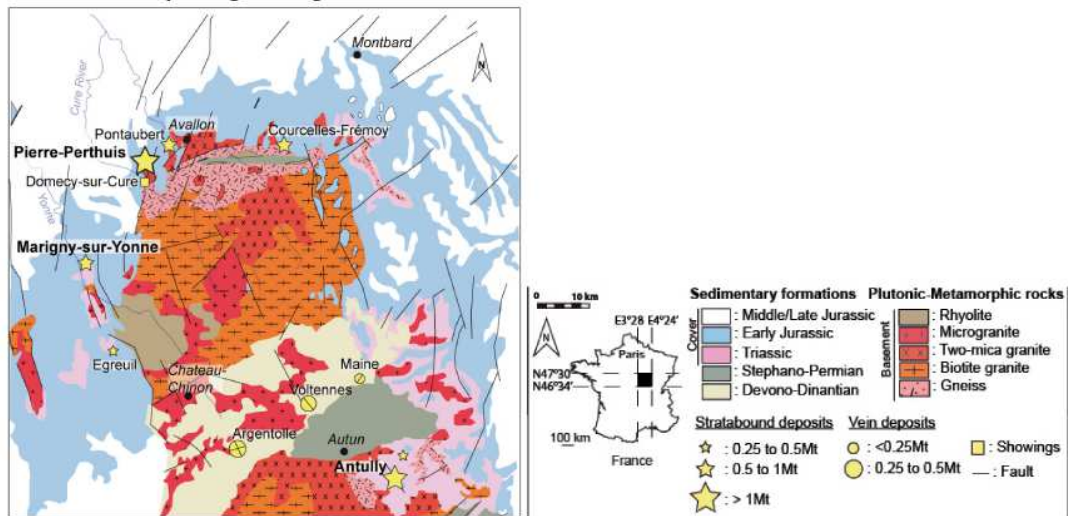 Montbard
N
Cure River
Avallon
Pontaubert
Courcelles-Frémoy
Pierre-Perthuis
Domecy-sur-Cure
Yonne
Marigny-sur-Yonne
Egreuil
Chateau-
Chinon
Maine
Voltennes
Argentolle
Autun
Antully
0 10 km
N
E3°28 E4°24'
Paris
N47°30'
N46°34'
100 km
France
Sedimentary formations
Cover
: Middle/Late Jurassic
: Early Jurassic
: Triassic
: Stephano-Permian
: Devono-Dinantian
Plutonic-Metamorphic rocks
Basement
: Rhyolite
: Microgranite
: Two-mica granite
: Biotite granite
: Gneiss
Stratabound deposits
: 0.25 to 0.5Mt
: 0.5 to 1Mt
: > 1Mt
Vein deposits
: <0.25Mt
: 0.25 to 0.5Mt
: Showings
: Fault